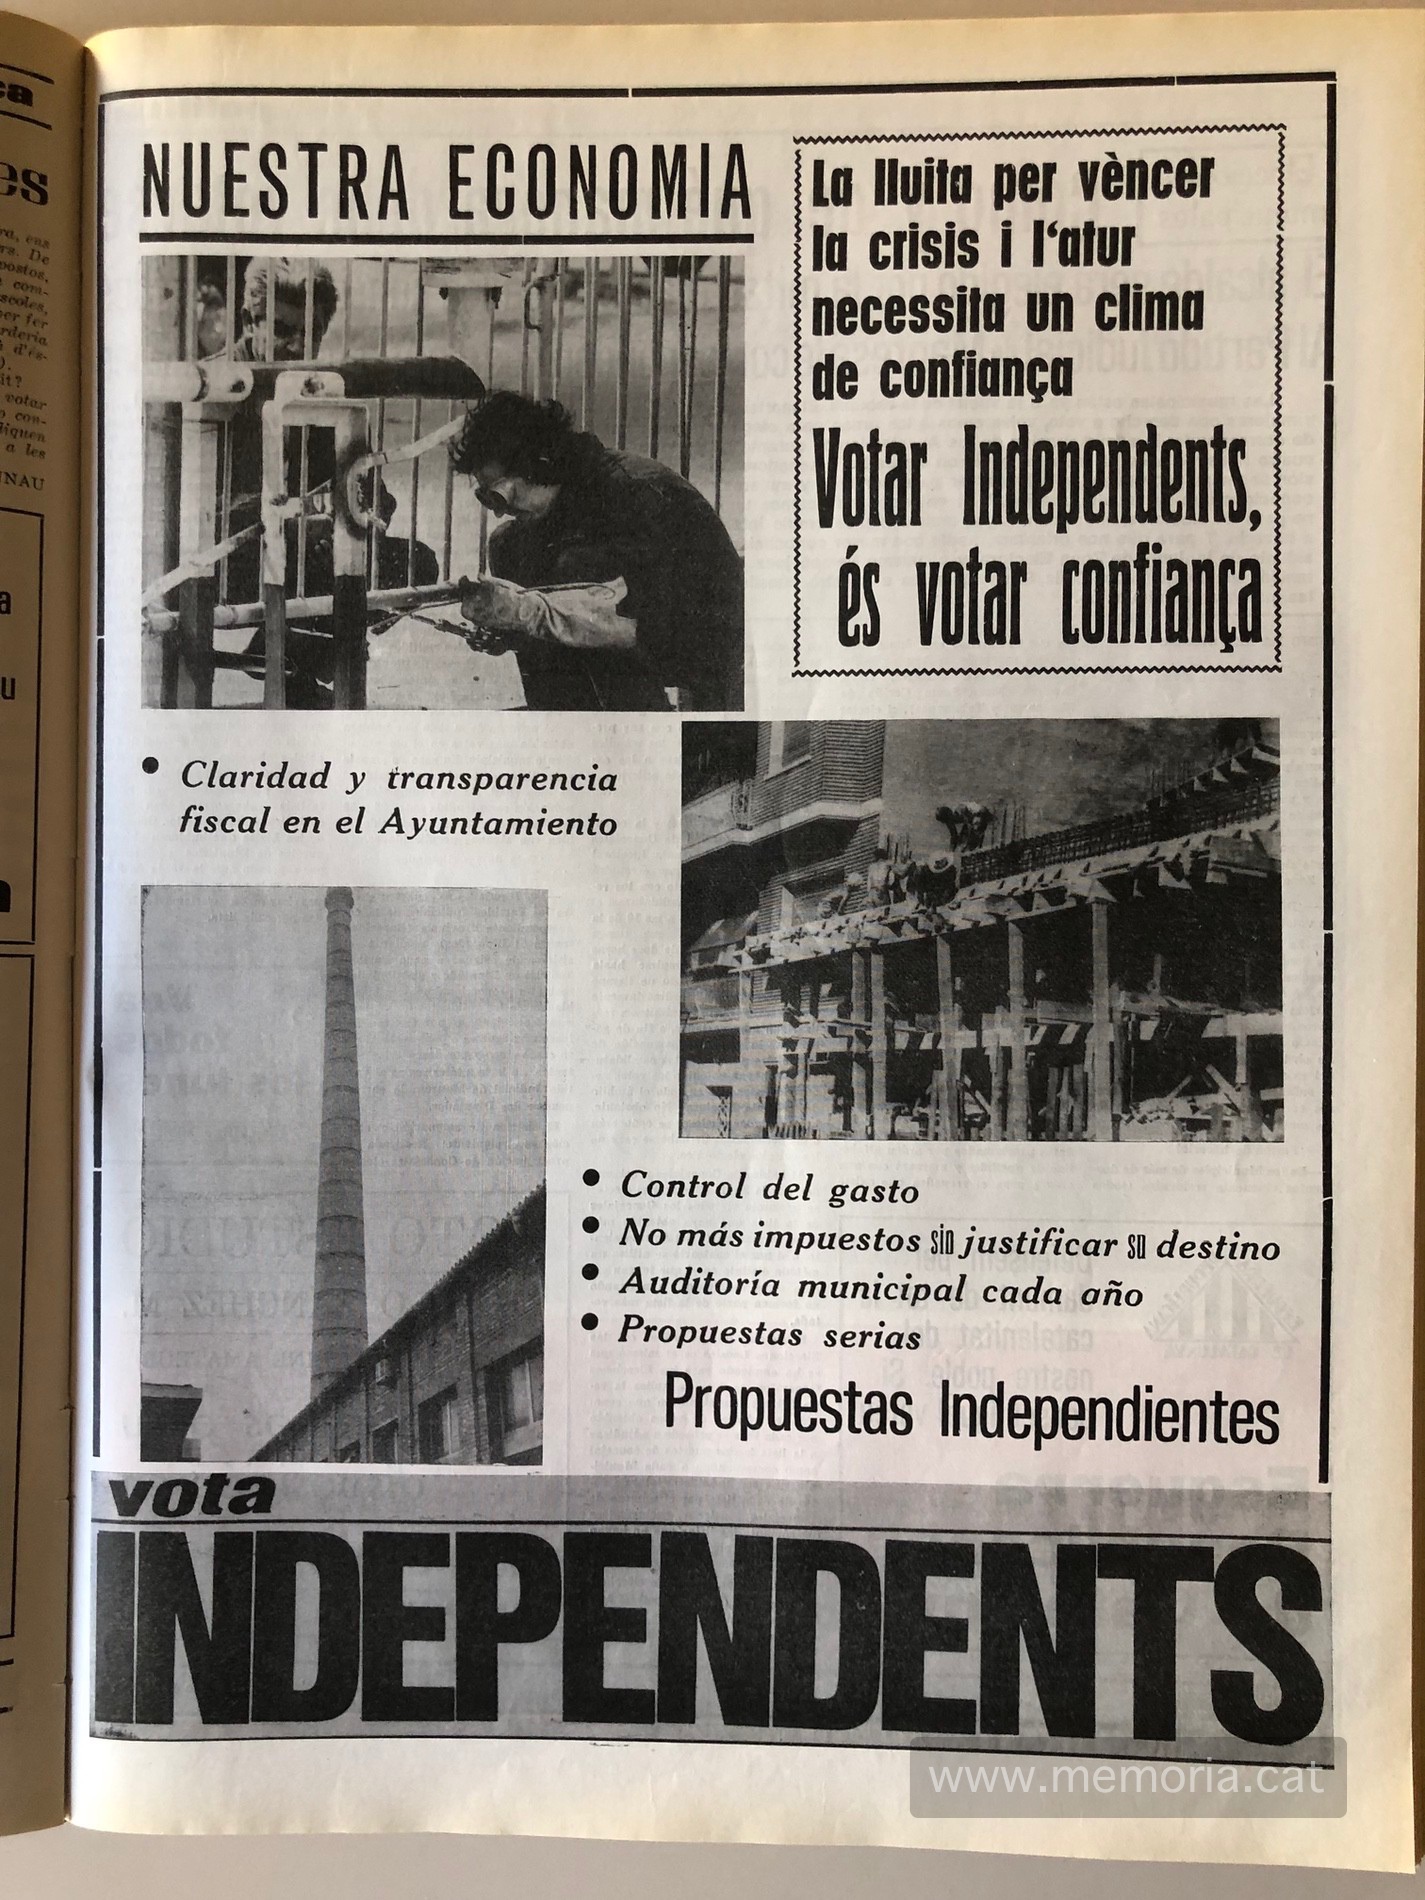 NUESTRA ECONOMIA
La lluita per vèncer
la crisis i l'atur
necessita un clima
de confiança
Votar Independents,
és votar confiança
• Claridad y transparencia
fiscal en el Ayuntamiento
• Control del gasto
• No más impuestos sin justificar su destino
• Auditoría municipal cada año
• Propuestas serias
Propuestas Independientes
vota
INDEPENDENTS
www.memoria.cat